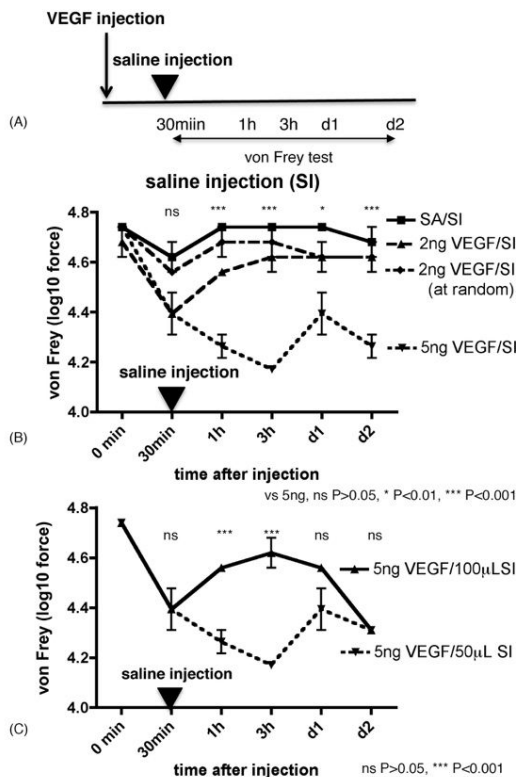 VEGF injection
saline injection
(A)
30miin 1h 3h d1 d2
von Frey test
saline injection (SI)
ns *** *** * ***
4.8
4.6
4.4
4.2
4.0
von Frey (log10 force)
SA/SI
2ng VEGF/SI
2ng VEGF/SI
(at random)
5ng VEGF/SI
saline injection
(B)
0 min 30min 1h 3h d1 d2
time after injection
vs 5ng, ns P>0.05, * P<0.01, *** P<0.001
4.8
4.6
4.4
4.2
4.0
von Frey (log10 force)
ns *** *** ns ns
5ng VEGF/100μLSI
5ng VEGF/50μL SI
saline injection
(C)
0 min 30min 1h 3h d1 d2
time after injection
ns P>0.05, *** P<0.001